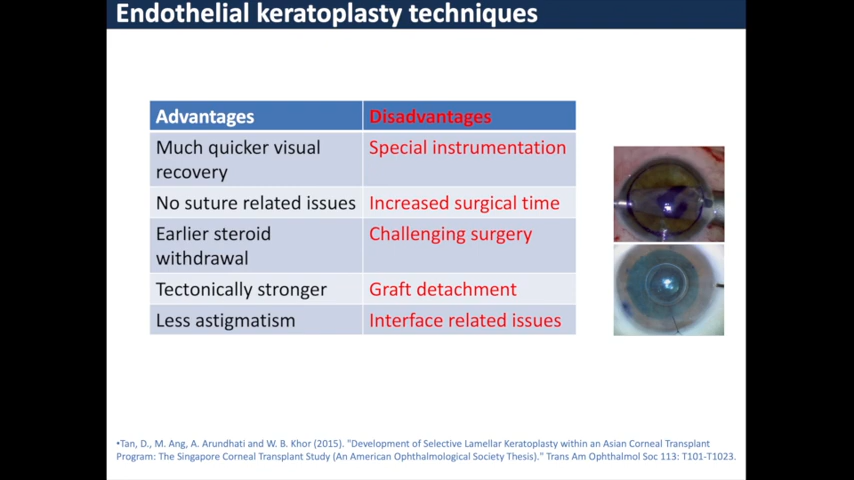 Endothelial keratoplasty techniques
Advantages
Disadvantages
Much quicker visual
recovery
Special instrumentation
No suture related issues
Increased surgical time
Earlier steroid
withdrawal
Challenging surgery
Tectonically stronger
Graft detachment
Less astigmatism
Interface related issues
•Tan, D., M. Ang, A. Arundhati and W. B. Khor (2015). "Development of Selective Lamellar Keratoplasty within an Asian Corneal Transplant
Program: The Singapore Corneal Transplant Study (An American Ophthalmological Society Thesis)." Trans Am Ophthalmol Soc 113: T101-T1023.